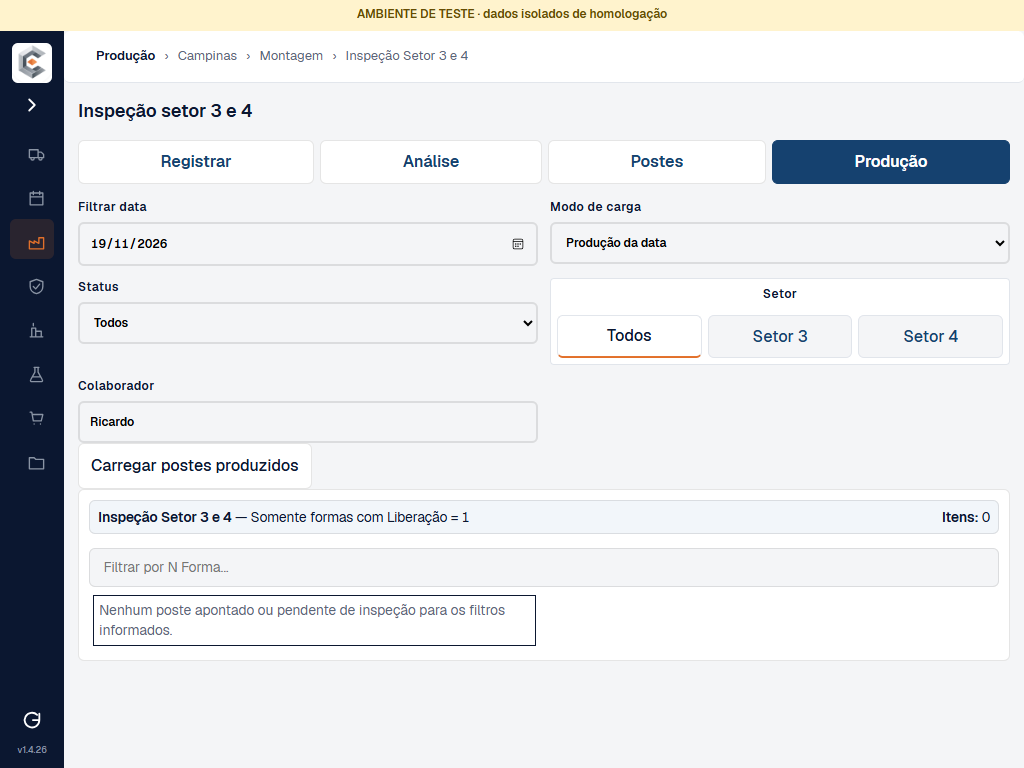 AMBIENTE DE TESTE · dados isolados de homologação
Produção › Campinas › Montagem › Inspeção Setor 3 e 4
Inspeção setor 3 e 4
Registrar
Análise
Postes
Produção
Filtrar data
Modo de carga
19/11/2026
Produção da data
Status
Setor
Todos
Todos
Setor 3
Setor 4
Colaborador
Ricardo
Carregar postes produzidos
Inspeção Setor 3 e 4 — Somente formas com Liberação = 1
Itens: 0
Filtrar por N Forma...
Nenhum poste apontado ou pendente de inspeção para os filtros
informados.
v1.4.26